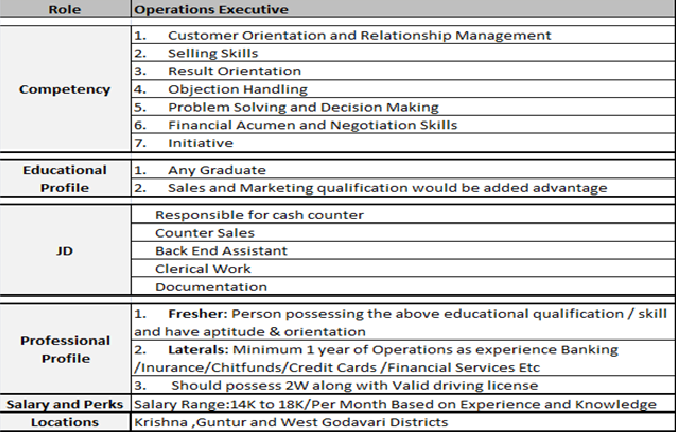 Role Operations Executive
1. Customer Orientation and Relationship Management
2. Selling Skills
3. Result Orientation
4. Objection Handling
Competency
5. Problem Solving and Decision Making
6. Financial Acumen and Negotiation Skills
7. Initiative
Educational Profile
1. Any Graduate
2. Sales and Marketing qualification would be added advantage
JD
Responsible for cash counter
Counter Sales
Back End Assistant
Clerical Work
Documentation
Professional Profile
1. Fresher: Person possessing the above educational qualification / skill
and have aptitude & orientation
2. Laterals: Minimum 1 year of Operations as experience Banking
/Inurance/Chitfunds/Credit Cards /Financial Services Etc
3. Should possess 2W along with Valid driving license
Salary and Perks Salary Range:14K to 18K/Per Month Based on Experience and Knowledge
Locations Krishna ,Guntur and West Godavari Districts